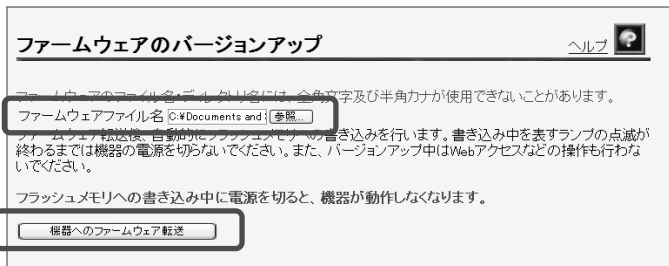 ファームウェアのバージョンアップ
ヘルプ ?
ファームウェアのファイル名・ディレクトリ名には、全角文字及び半角カナが使用できないことがあります。
ファームウェアファイル名 C:¥Documents and 参照...
ファームウェア転送後、自動的にフラッシュメモリへの書き込みを行います。書き込み中を表すランプの点滅が
終わるまでは機器の電源を切らないでください。また、バージョンアップ中はWebアクセスなどの操作も行わな
いでください。
フラッシュメモリへの書き込み中に電源を切ると、機器が動作しなくなります。
機器へのファームウェア転送